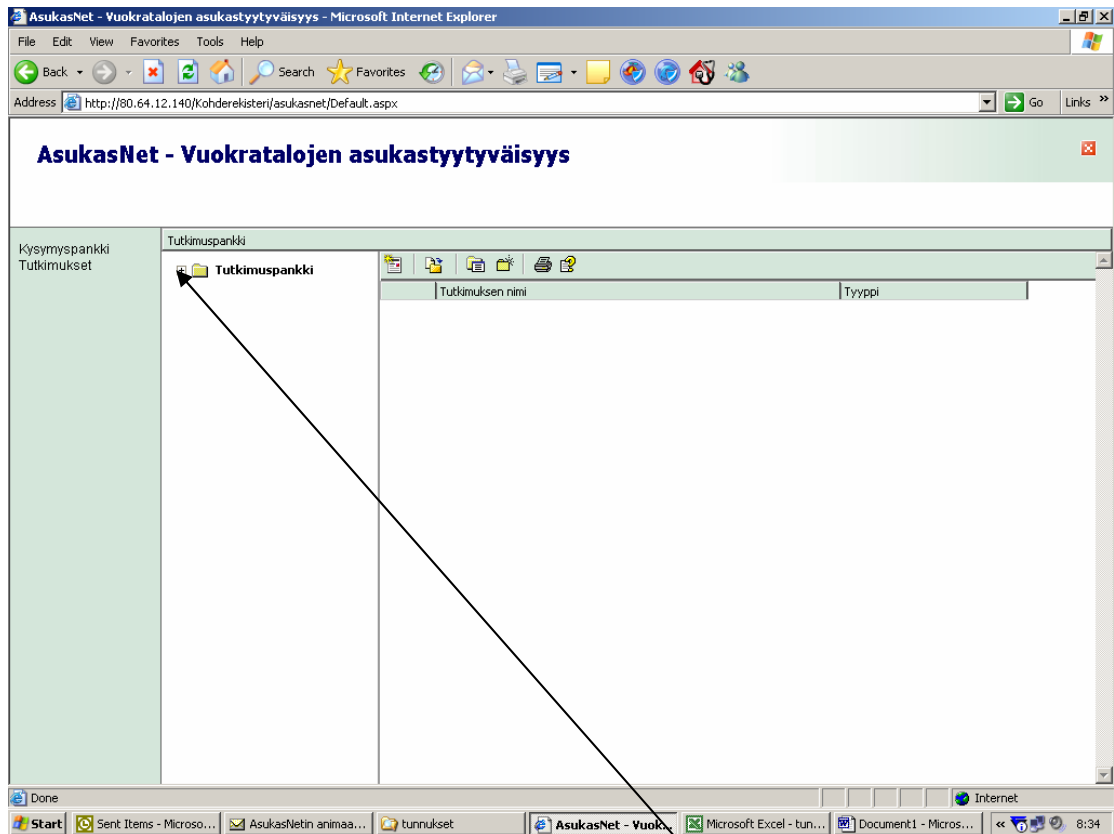 AsukasNet - Vuokratalojen asukastyytyväisyys - Microsoft Internet Explorer
File Edit View Favorites Tools Help
Back Search Favorites
Address http://80.64.12.140/Kohderekisteri/asukasnet/Default.aspx Go Links »
AsukasNet - Vuokratalojen asukastyytyväisyys
Kysymyspankki
Tutkimukset
Tutkimuspankki
Tutkimuspankki
Tutkimuksen nimi Tyyppi
Done Internet
Start Sent Items - Microso... AsukasNetin animaa... tunnukset AsukasNet - Vuok... Microsoft Excel - tun... Document1 - Micros... « 8:34